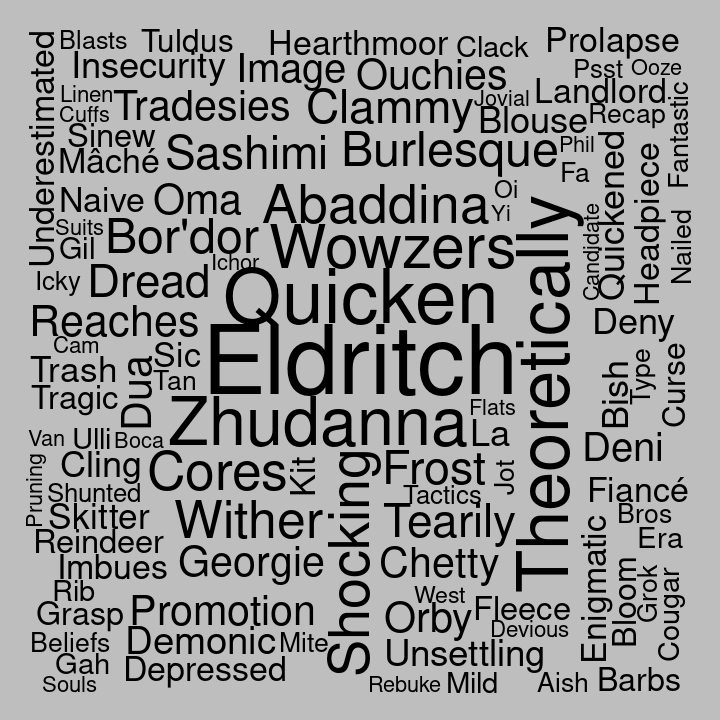 Underestimated
Blasts
Tuldus
Hearthmoor
Clack
Prolapse
Insecurity
Image
Ouchies
Psst
Ooze
Linen
Cuffs
Tradesies
Clammy
Jovial
Landlord
Recap
Fantastic
Sinew
Blouse
Mâché
Sashimi
Burlesque
Phil
Fa
Quickened
Headpiece
Naive
Oma
Abaddina
Oi
Yi
Theoretically
Candidate
Nailed
Suits
Gil
Bor'dor
Wowzers
Ichor
Icky
Dread
Quicken
Reaches
Deny
Cam
Trash
Tragic
Dua
Sic
Tan
Eldritch
Bish
Type
Curse
Zhudanna
Flats
La
Van
Ulli
Boca
Deni
Cling
Cores
Kit
Shocking
Frost
Jot
Pruning
Shunted
Tactics
Fiancé
Skitter
Wither
Tearily
Bros
Reindeer
Era
Imbues
Georgie
Chetty
Enigmatic
Bloom
Grok
Cougar
Rib
Grasp
Promotion
West
Orby
Fleece
Beliefs
Demonic
Mite
Devious
Gah
Depressed
Unsettling
Souls
Rebuke
Mild
Aish
Barbs